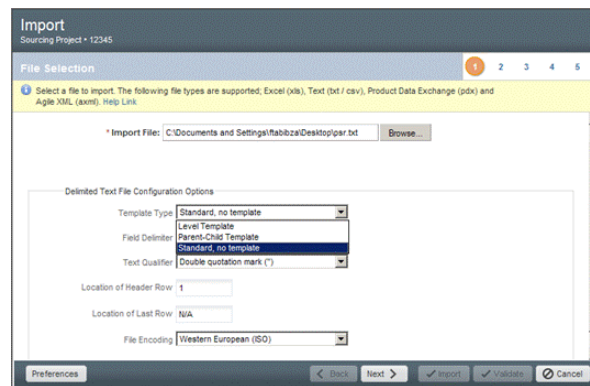 Import
Sourcing Project • 12345
File Selection
1 2 3 4 5
Select a file to import. The following file types are supported; Excel (xls), Text (txt / csv), Product Data Exchange (pdx) and
Agile XML (axml). Help Link
* Import File: C:\Documents and Settings\ftabibza\Desktop\psr.txt Browse...
Delimited Text File Configuration Options
Template Type Standard, no template
Level Template
Field Delimiter Parent-Child Template
Standard, no template
Text Qualifier Double quotation mark (")
Location of Header Row 1
Location of Last Row N/A
File Encoding Western European (ISO)
Preferences Back Next Import Validate Cancel